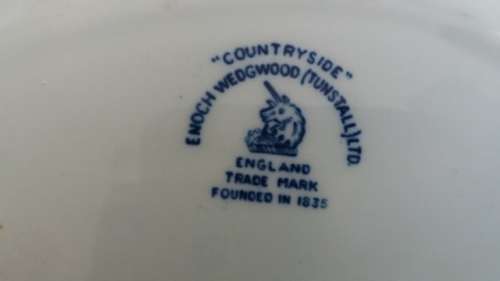 "COUNTRYSIDE"
ENOCH WEDGWOOD (TUNSTALL) LTD.
ENGLAND
TRADE MARK
FOUNDED IN 1835